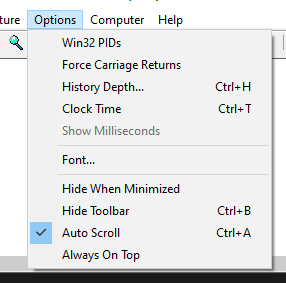 ture Options Computer Help
Win32 PIDs
Force Carriage Returns
History Depth... Ctrl+H
Clock Time Ctrl+T
Show Milliseconds
Font...
Hide When Minimized
Hide Toolbar Ctrl+B
Auto Scroll Ctrl+A
Always On Top